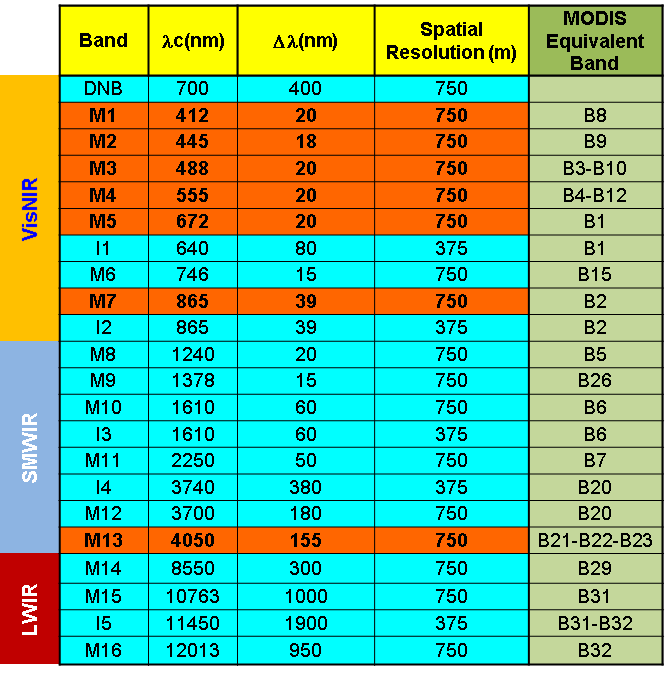 Band λc(nm) Δλ(nm) Spatial Resolution (m) MODIS Equivalent Band
VisNIR
DNB 700 400 750
M1 412 20 750 B8
M2 445 18 750 B9
M3 488 20 750 B3-B10
M4 555 20 750 B4-B12
M5 672 20 750 B1
I1 640 80 375 B1
M6 746 15 750 B15
M7 865 39 750 B2
I2 865 39 375 B2
SMWIR
M8 1240 20 750 B5
M9 1378 15 750 B26
M10 1610 60 750 B6
I3 1610 60 375 B6
M11 2250 50 750 B7
I4 3740 380 375 B20
M12 3700 180 750 B20
M13 4050 155 750 B21-B22-B23
LWIR
M14 8550 300 750 B29
M15 10763 1000 750 B31
I5 11450 1900 375 B31-B32
M16 12013 950 750 B32